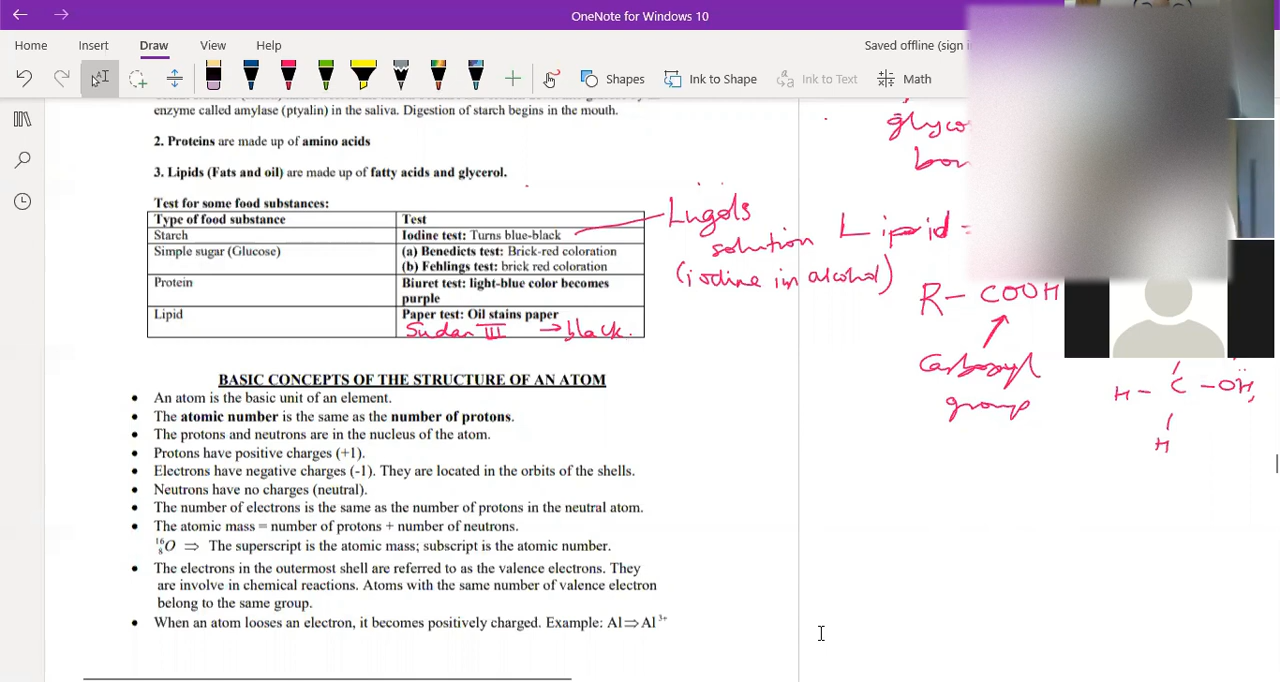 OneNote for Windows 10
Home Insert Draw View Help
Saved offline (sign i
Shapes Ink to Shape Ink to Text Math
enzyme called amylase (ptyalin) in the saliva. Digestion of starch begins in the mouth.
2. Proteins are made up of amino acids
3. Lipids (Fats and oil) are made up of fatty acids and glycerol.
Test for some food substances:
Type of food substance Test
Starch Iodine test: Turns blue-black
Simple sugar (Glucose) (a) Benedicts test: Brick-red coloration
(b) Fehlings test: brick red coloration
Protein Biuret test: light-blue color becomes
purple
Lipid Paper test: Oil stains paper
Sudan III → black.
BASIC CONCEPTS OF THE STRUCTURE OF AN ATOM
• An atom is the basic unit of an element.
• The atomic number is the same as the number of protons.
• The protons and neutrons are in the nucleus of the atom.
• Protons have positive charges (+1).
• Electrons have negative charges (-1). They are located in the orbits of the shells.
• Neutrons have no charges (neutral).
• The number of electrons is the same as the number of protons in the neutral atom.
• The atomic mass = number of protons + number of neutrons.
¹⁶₈O ⇒ The superscript is the atomic mass; subscript is the atomic number.
• The electrons in the outermost shell are referred to as the valence electrons. They
are involve in chemical reactions. Atoms with the same number of valence electron
belong to the same group.
• When an atom looses an electron, it becomes positively charged. Example: Al⇒Al³⁺
glyco
bon
Lugols
solution
(iodine in alcohol)
Lipid =
R- COOH
Carboxyl
group
H - C - OH,
H